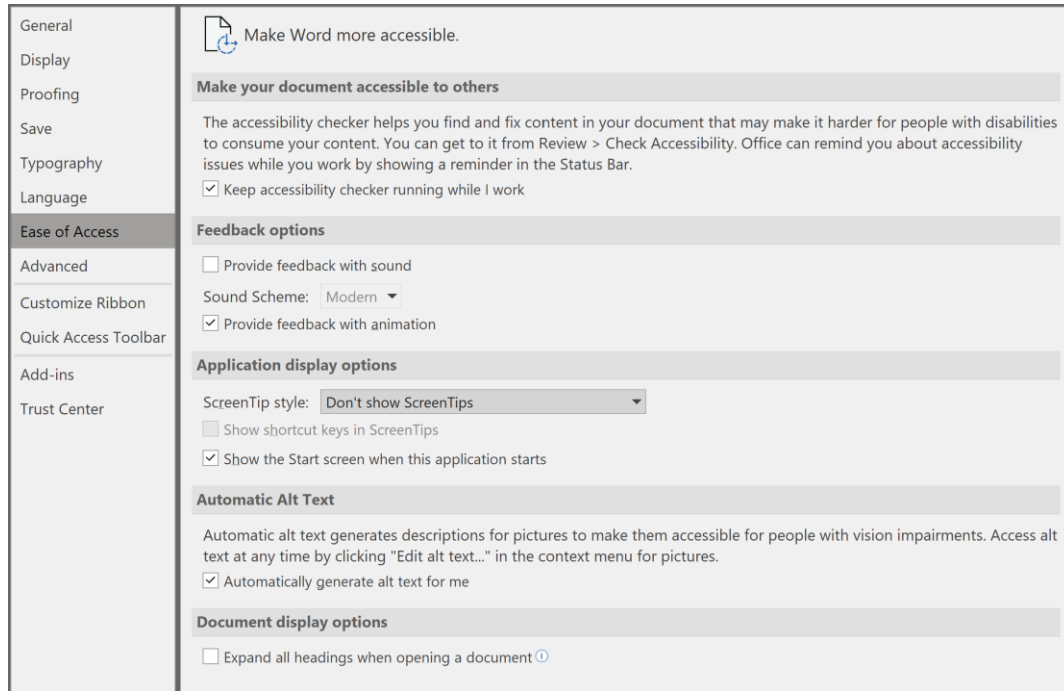 General
Display
Proofing
Save
Typography
Language
Ease of Access
Advanced
Customize Ribbon
Quick Access Toolbar
Add-ins
Trust Center
Make Word more accessible.
Make your document accessible to others
The accessibility checker helps you find and fix content in your document that may make it harder for people with disabilities
to consume your content. You can get to it from Review > Check Accessibility. Office can remind you about accessibility
issues while you work by showing a reminder in the Status Bar.
Keep accessibility checker running while I work
Feedback options
Provide feedback with sound
Sound Scheme: Modern
Provide feedback with animation
Application display options
ScreenTip style: Don't show ScreenTips
Show shortcut keys in ScreenTips
Show the Start screen when this application starts
Automatic Alt Text
Automatic alt text generates descriptions for pictures to make them accessible for people with vision impairments. Access alt
text at any time by clicking "Edit alt text..." in the context menu for pictures.
Automatically generate alt text for me
Document display options
Expand all headings when opening a document